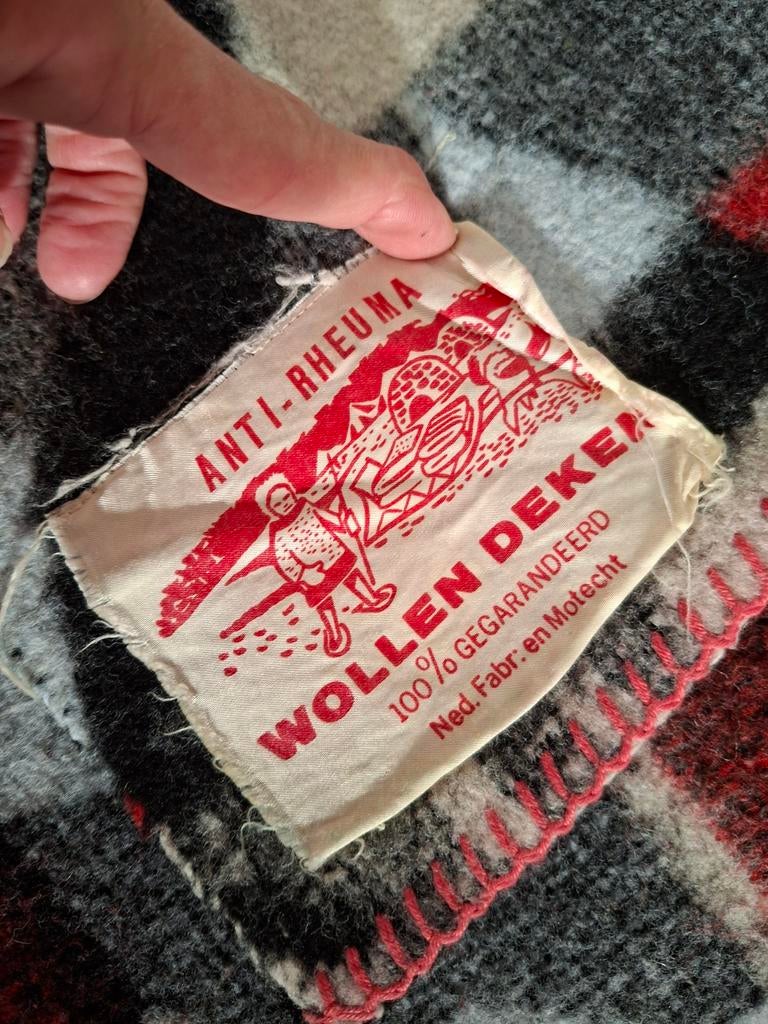 ANTI-RHEUMA
WOLLEN DEKEN
100% GEGARANDEERD
Ned. Fabr. en Motecht